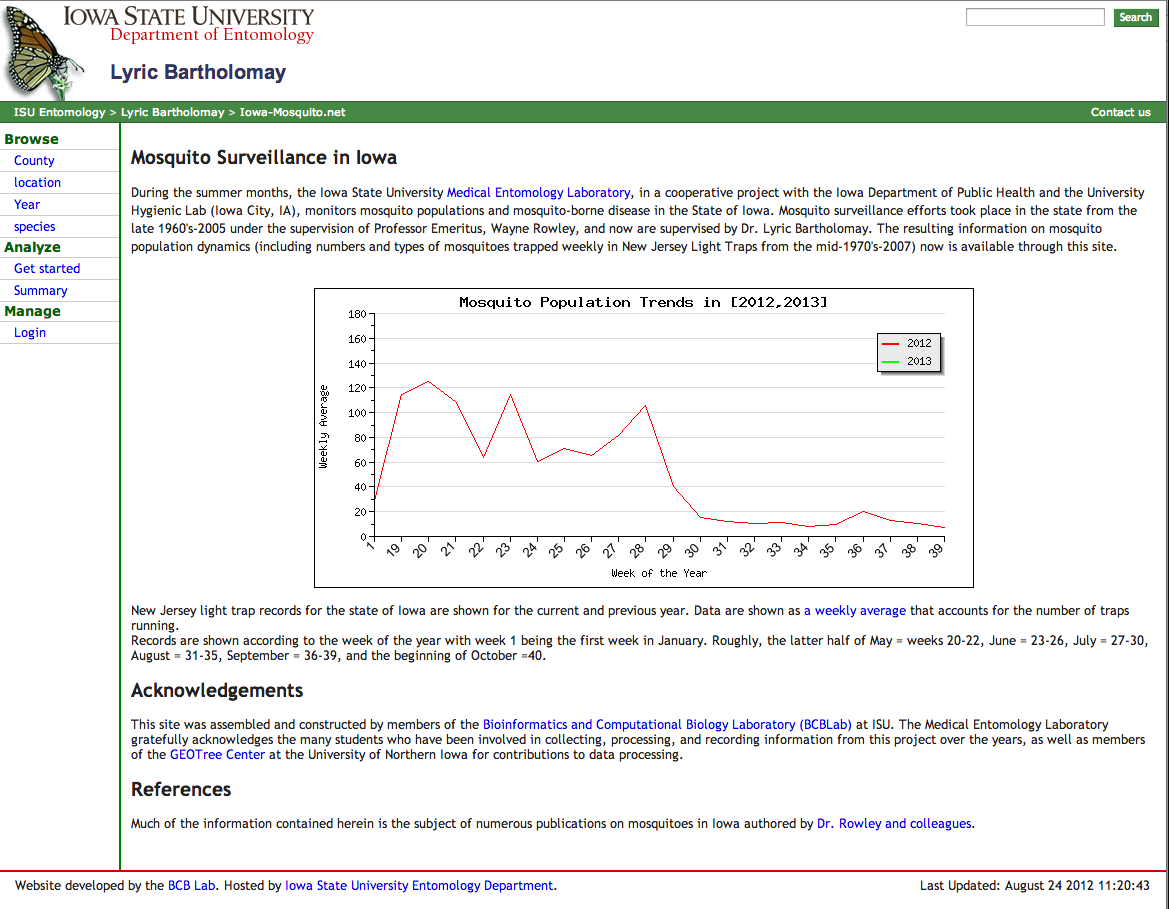 IOWA STATE UNIVERSITY
Department of Entomology
Search
Lyric Bartholomay
ISU Entomology > Lyric Bartholomay > Iowa-Mosquito.net
Contact us
Browse
County
location
Year
species
Analyze
Get started
Summary
Manage
Login
Mosquito Surveillance in Iowa
During the summer months, the Iowa State University Medical Entomology Laboratory, in a cooperative project with the Iowa Department of Public Health and the University
Hygienic Lab (Iowa City, IA), monitors mosquito populations and mosquito-borne disease in the State of Iowa. Mosquito surveillance efforts took place in the state from the
late 1960's-2005 under the supervision of Professor Emeritus, Wayne Rowley, and now are supervised by Dr. Lyric Bartholomay. The resulting information on mosquito
population dynamics (including numbers and types of mosquitoes trapped weekly in New Jersey Light Traps from the mid-1970's-2007) now is available through this site.
Mosquito Population Trends in [2012,2013]
180
160
140
120
100
80
60
40
20
0
Weekly Average
2012
2013
1 19 20 21 22 23 24 25 26 27 28 29 30 31 32 33 34 35 36 37 38 39
Week of the Year
New Jersey light trap records for the state of Iowa are shown for the current and previous year. Data are shown as a weekly average that accounts for the number of traps
running.
Records are shown according to the week of the year with week 1 being the first week in January. Roughly, the latter half of May = weeks 20-22, June = 23-26, July = 27-30,
August = 31-35, September = 36-39, and the beginning of October =40.
Acknowledgements
This site was assembled and constructed by members of the Bioinformatics and Computational Biology Laboratory (BCBLab) at ISU. The Medical Entomology Laboratory
gratefully acknowledges the many students who have been involved in collecting, processing, and recording information from this project over the years, as well as members
of the GEOTree Center at the University of Northern Iowa for contributions to data processing.
References
Much of the information contained herein is the subject of numerous publications on mosquitoes in Iowa authored by Dr. Rowley and colleagues.
Website developed by the BCB Lab. Hosted by Iowa State University Entomology Department.
Last Updated: August 24 2012 11:20:43